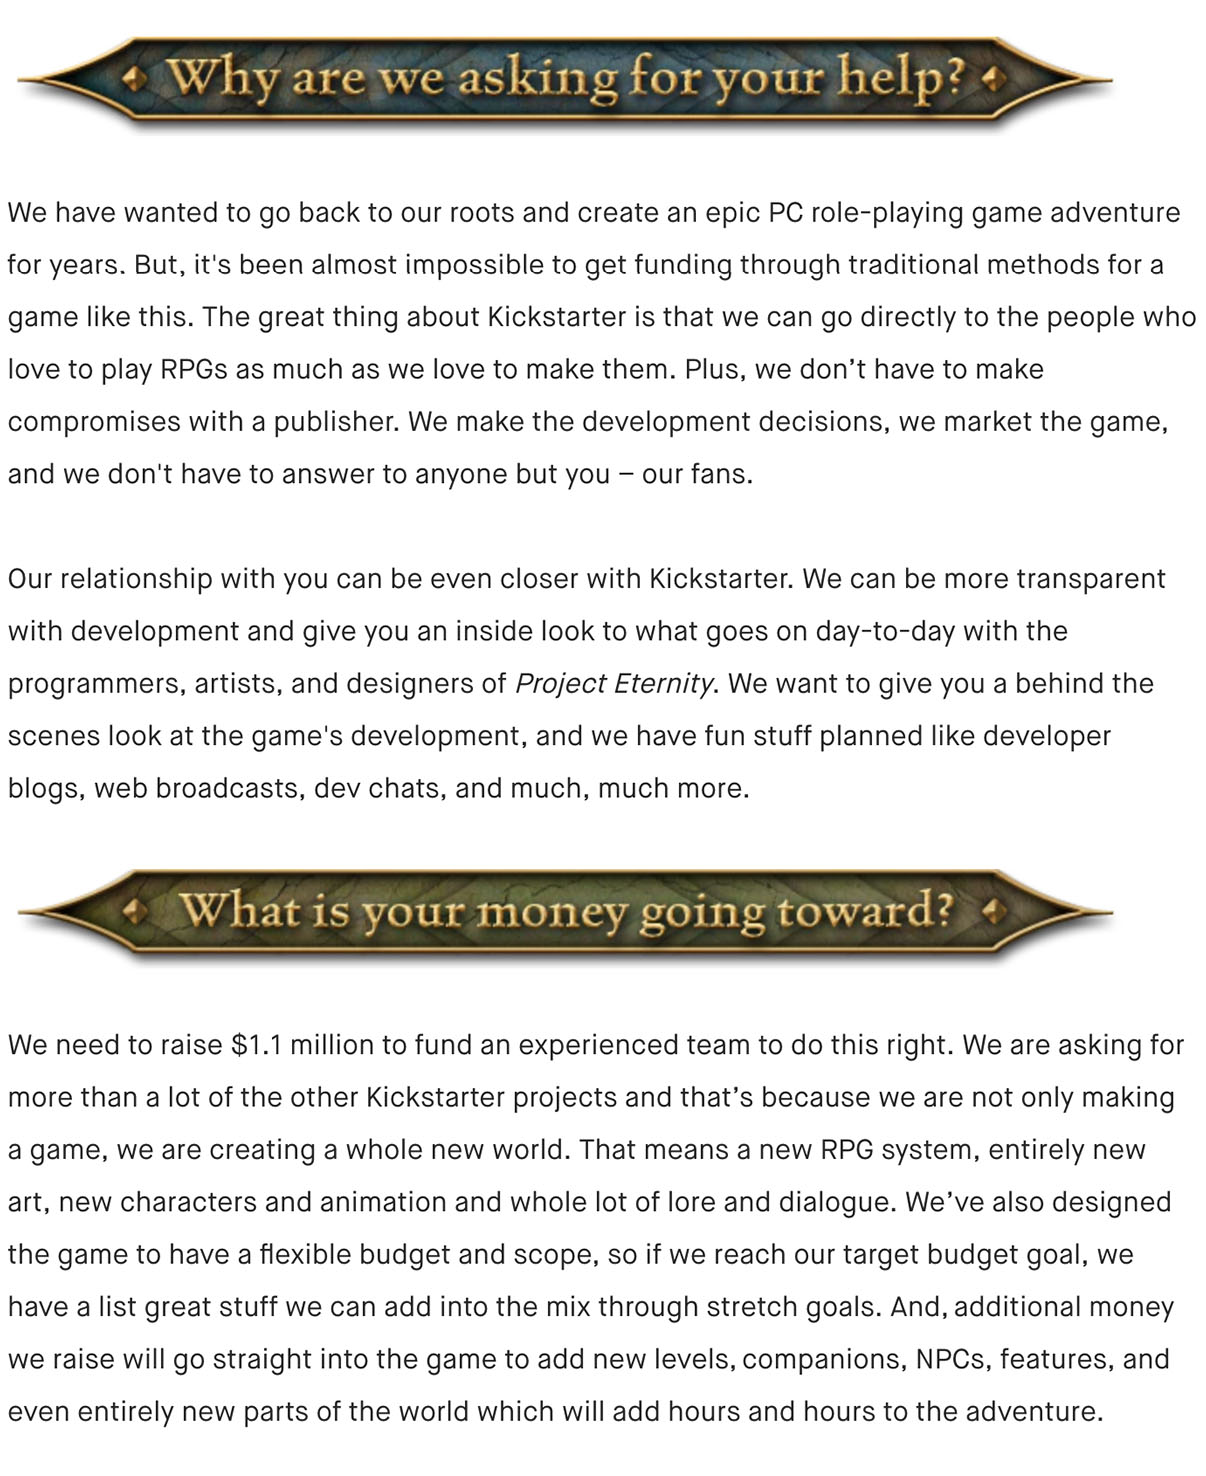 Why are we asking for your help?
We have wanted to go back to our roots and create an epic PC role-playing game adventure
for years. But, it's been almost impossible to get funding through traditional methods for a
game like this. The great thing about Kickstarter is that we can go directly to the people who
love to play RPGs as much as we love to make them. Plus, we don’t have to make
compromises with a publisher. We make the development decisions, we market the game,
and we don't have to answer to anyone but you – our fans.
Our relationship with you can be even closer with Kickstarter. We can be more transparent
with development and give you an inside look to what goes on day-to-day with the
programmers, artists, and designers of Project Eternity. We want to give you a behind the
scenes look at the game's development, and we have fun stuff planned like developer
blogs, web broadcasts, dev chats, and much, much more.
What is your money going toward?
We need to raise $1.1 million to fund an experienced team to do this right. We are asking for
more than a lot of the other Kickstarter projects and that’s because we are not only making
a game, we are creating a whole new world. That means a new RPG system, entirely new
art, new characters and animation and whole lot of lore and dialogue. We’ve also designed
the game to have a flexible budget and scope, so if we reach our target budget goal, we
have a list great stuff we can add into the mix through stretch goals. And, additional money
we raise will go straight into the game to add new levels, companions, NPCs, features, and
even entirely new parts of the world which will add hours and hours to the adventure.